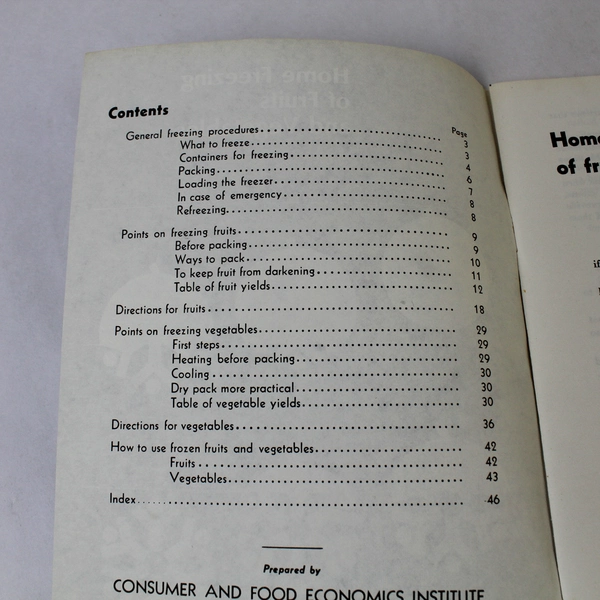 Contents
Page
General freezing procedures 3
What to freeze 3
Containers for freezing 4
Packing 6
Loading the freezer 7
In case of emergency 8
Refreezing 8
Points on freezing fruits 9
Before packing 9
Ways to pack 10
To keep fruit from darkening 11
Table of fruit yields 12
Directions for fruits 18
Points on freezing vegetables 29
First steps 29
Heating before packing 29
Cooling 30
Dry pack more practical 30
Table of vegetable yields 30
Directions for vegetables 36
How to use frozen fruits and vegetables 42
Fruits 42
Vegetables 43
Index 46
Prepared by
CONSUMER AND FOOD ECONOMICS INSTITUTE
Home
of fr
if